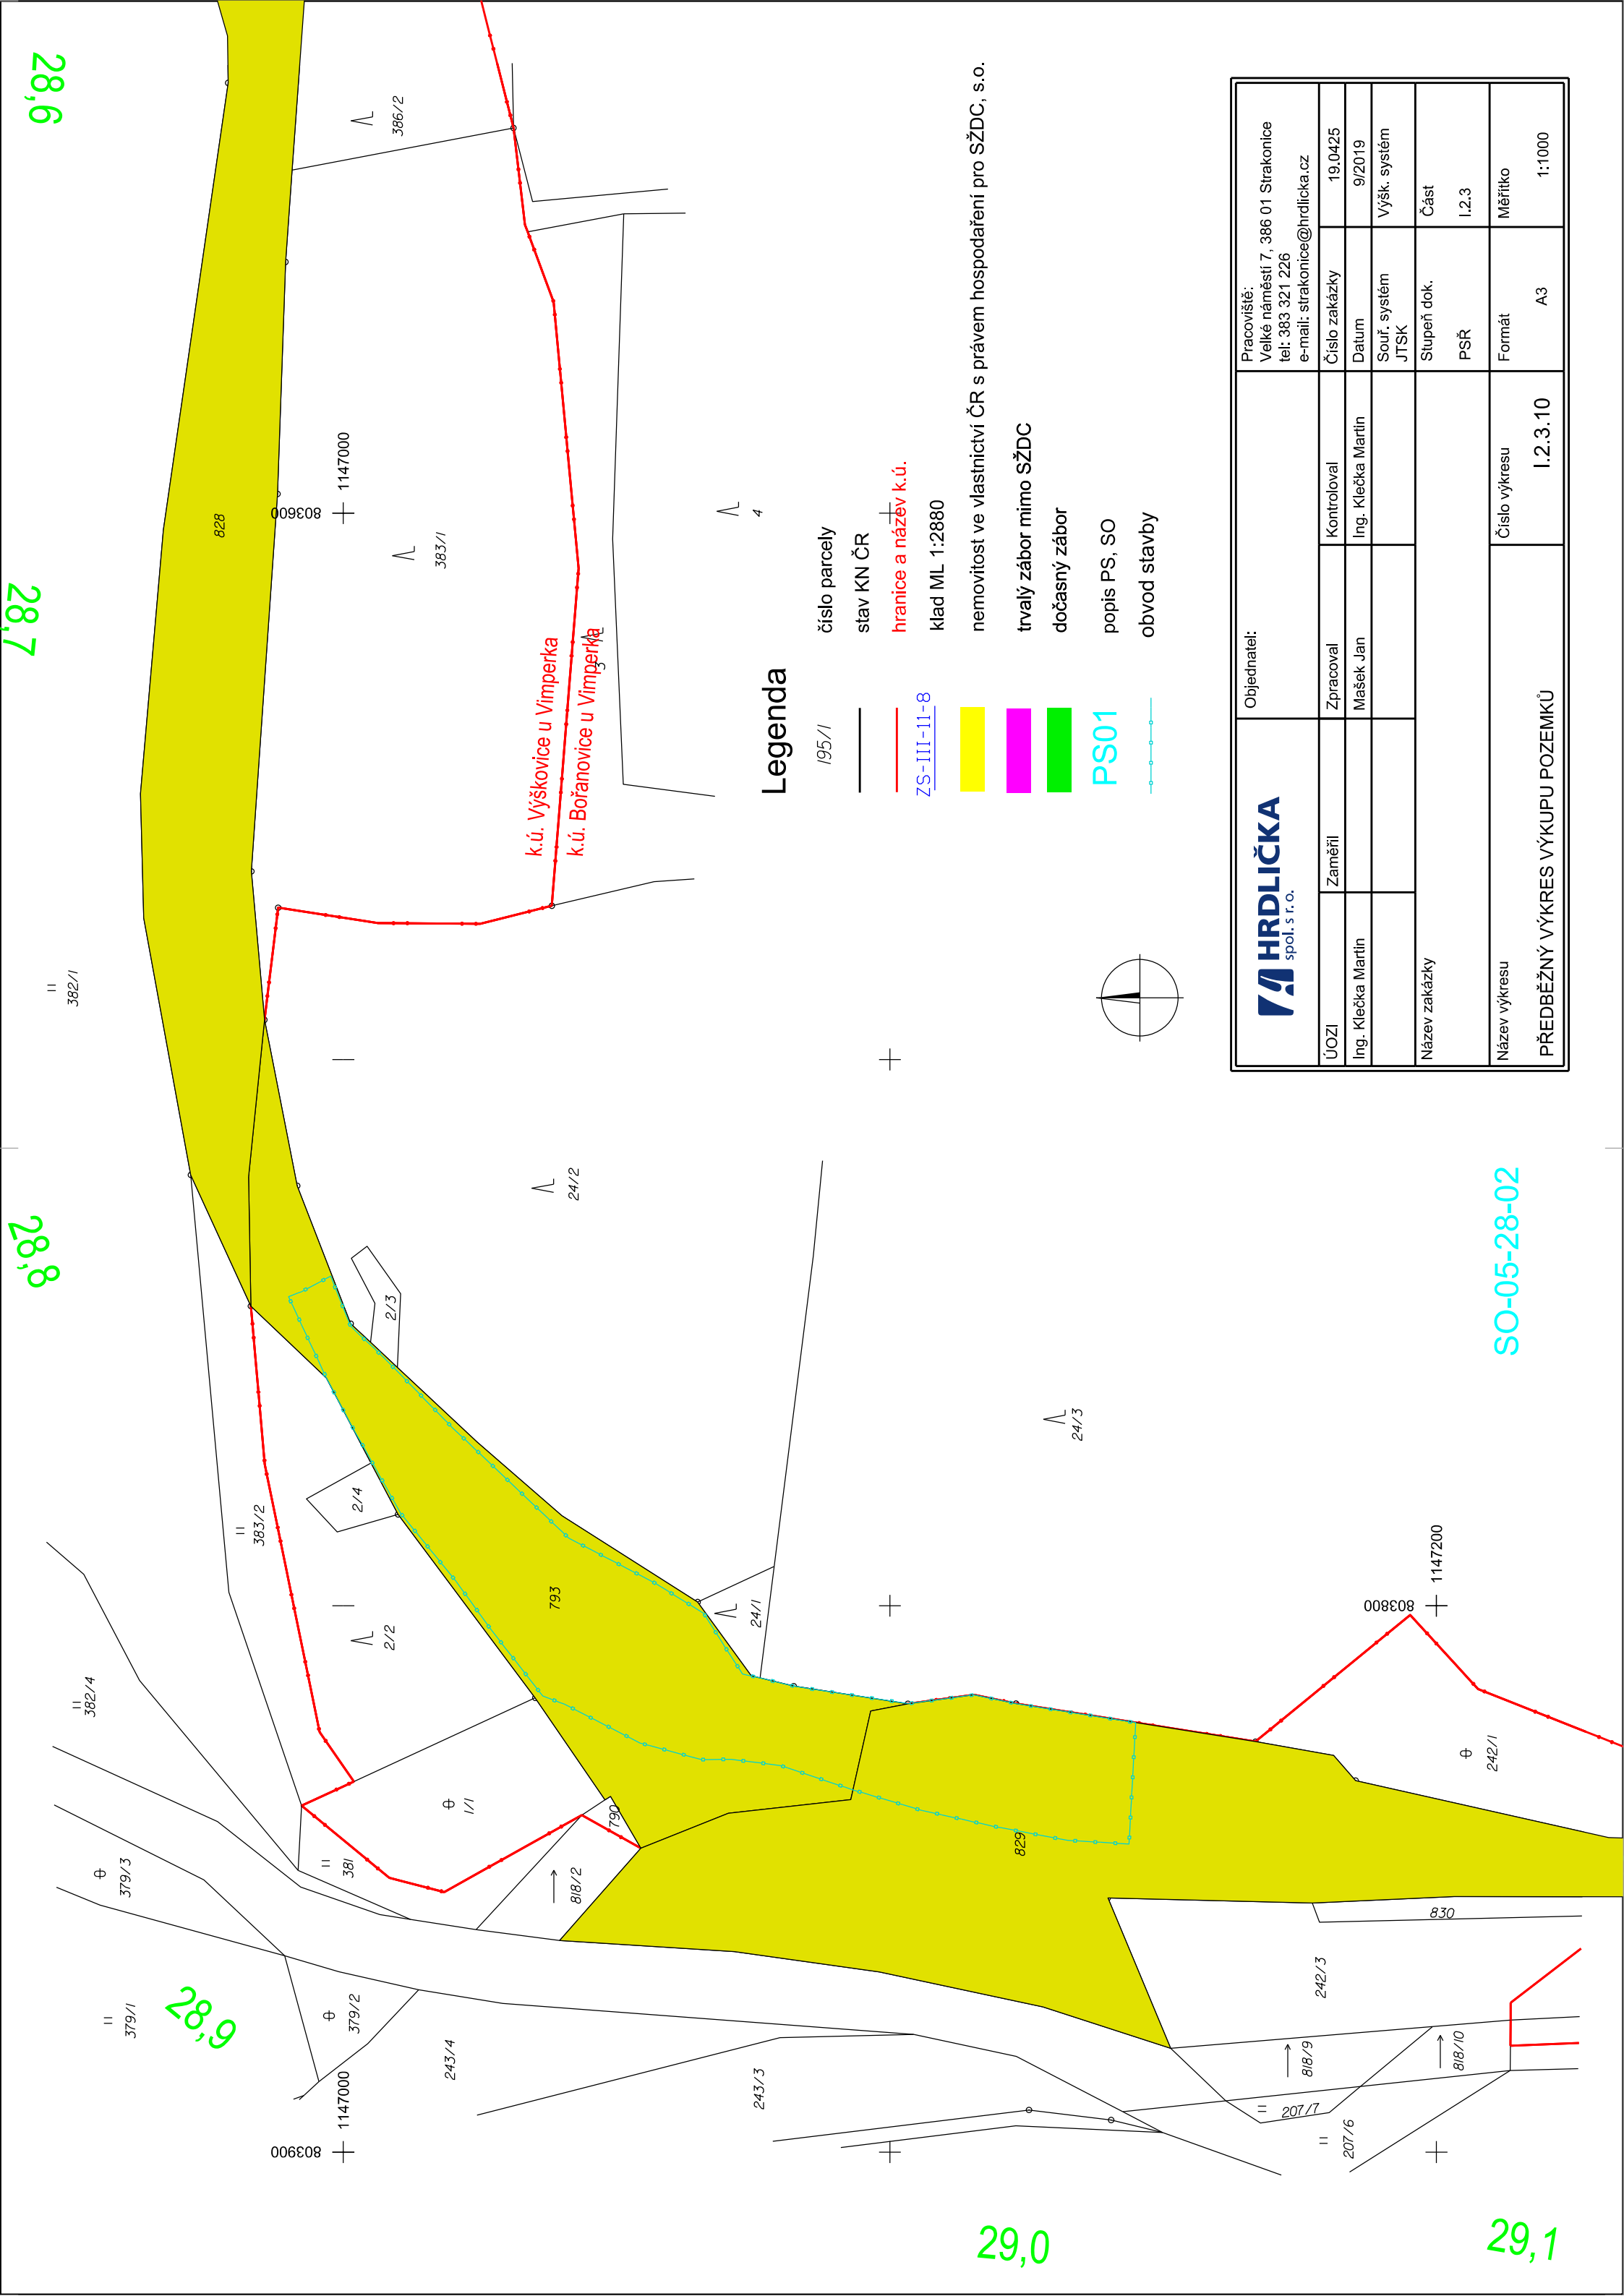 28,6
28,7
28,8
28,9
29,0
29,1
386/2
828
803600
1147000
383/1
4
3
k.ú. Výškovice u Vimperka
k.ú. Bořanovice u Vimperka
382/1
24/2
2/3
24/3
383/2
2/4
793
24/1
2/2
382/4
1/1
790
381
818/2
379/3
379/1
379/2
243/4
243/3
829
803800
1147200
242/1
830
242/3
818/9
818/10
207/7
207/6
803900
1147000
SO-05-28-02
Legenda
195/1 číslo parcely
stav KN ČR
hranice a název k.ú.
ZS-III-11-8 klad ML 1:2880
nemovitost ve vlastnictví ČR s právem hospodaření pro SŽDC, s.o.
trvalý zábor mimo SŽDC
dočasný zábor
PS01 popis PS, SO
obvod stavby
HRDLIČKA
spol. s r. o.
Objednatel:
Pracoviště:
Velké náměstí 7, 386 01 Strakonice
tel: 383 321 226
e-mail: strakonice@hrdlicka.cz
ÚOZI Zaměřil Zpracoval Kontroloval Číslo zakázky 19.0425
Ing. Klečka Martin Mašek Jan Ing. Klečka Martin Datum 9/2019
Souř. systém Výšk. systém
JTSK
Název zakázky Stupeň dok. Část
PSŘ I.2.3
Název výkresu Číslo výkresu Formát Měřítko
PŘEDBĚŽNÝ VÝKRES VÝKUPU POZEMKŮ I.2.3.10 A3 1:1000